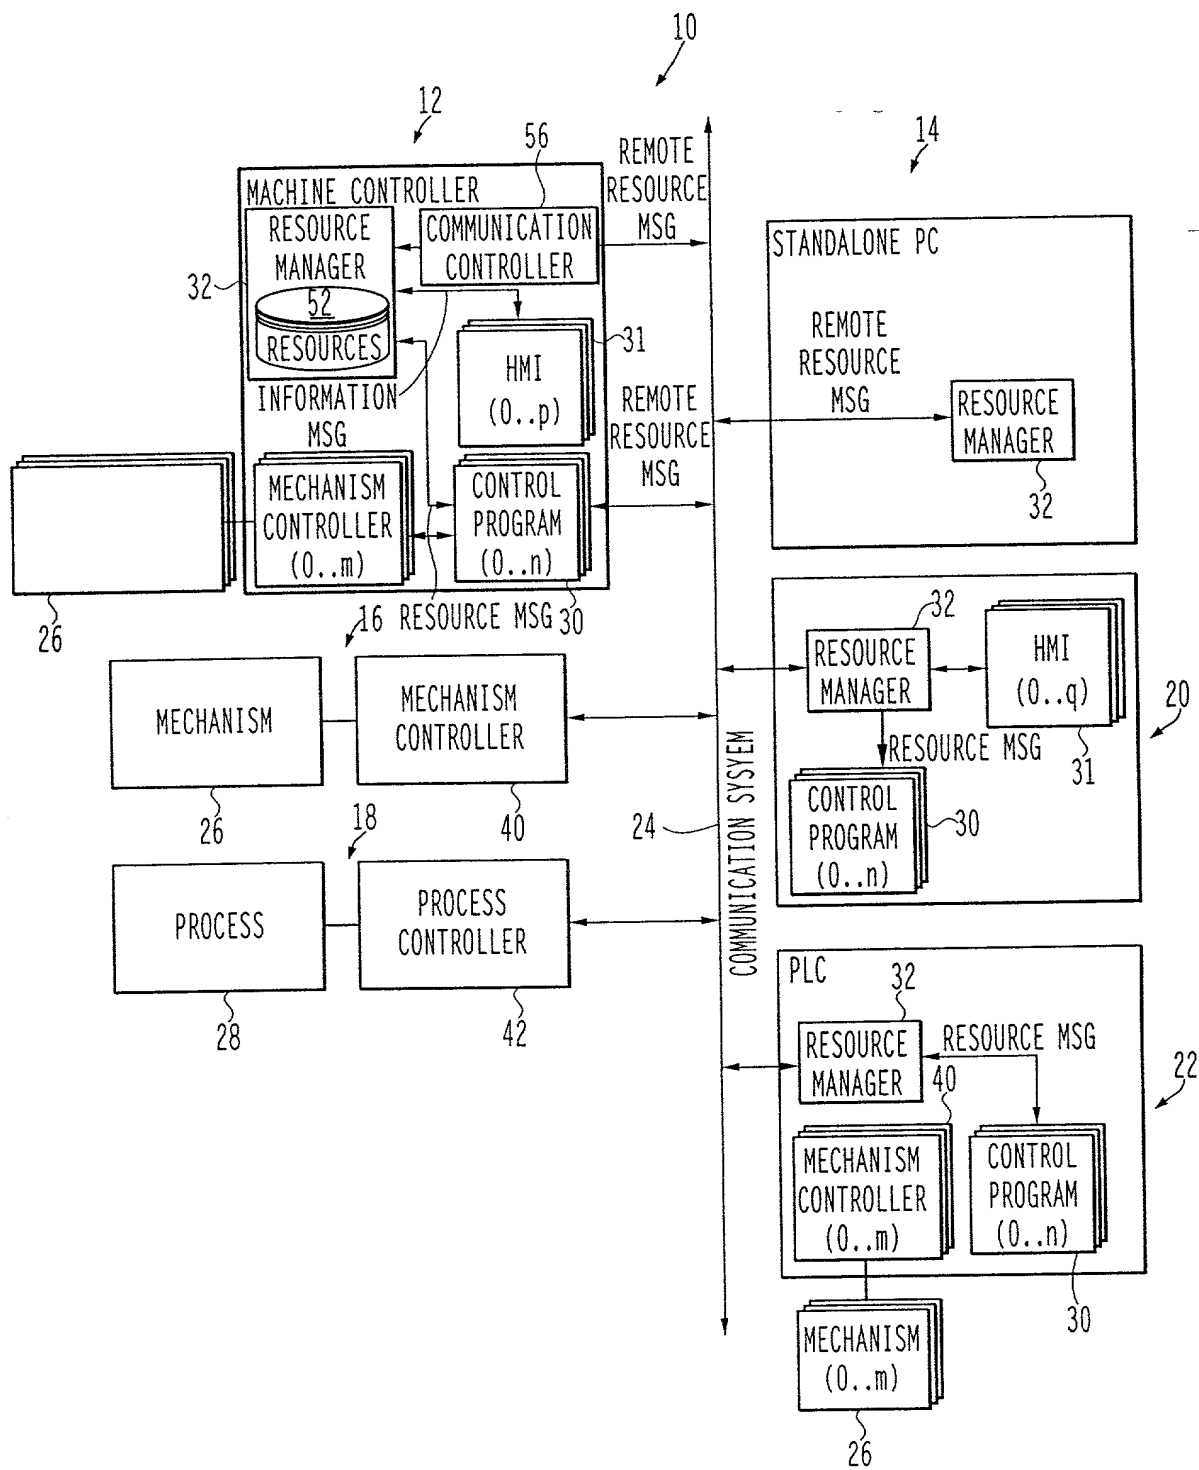 10
12
56
REMOTE
RESOURCE
MSG
14
MACHINE CONTROLLER
RESOURCE
MANAGER
32
52
RESOURCES
COMMUNICATION
CONTROLLER
31
HMI
(0..p)
INFORMATION
MSG
REMOTE
RESOURCE
MSG
STANDALONE PC
REMOTE
RESOURCE
MSG
RESOURCE
MANAGER
32
MECHANISM
CONTROLLER
(0..m)
CONTROL
PROGRAM
(0..n)
26
16
RESOURCE MSG
30
32
RESOURCE
MANAGER
HMI
(0..q)
20
31
RESOURCE MSG
CONTROL
PROGRAM
(0..n)
30
MECHANISM
26
MECHANISM
CONTROLLER
40
24
COMMUNICATION SYSYEM
18
PROCESS
28
PROCESS
CONTROLLER
42
PLC
32
RESOURCE
MANAGER
RESOURCE MSG
40
22
MECHANISM
CONTROLLER
(0..m)
CONTROL
PROGRAM
(0..n)
30
MECHANISM
(0..m)
26